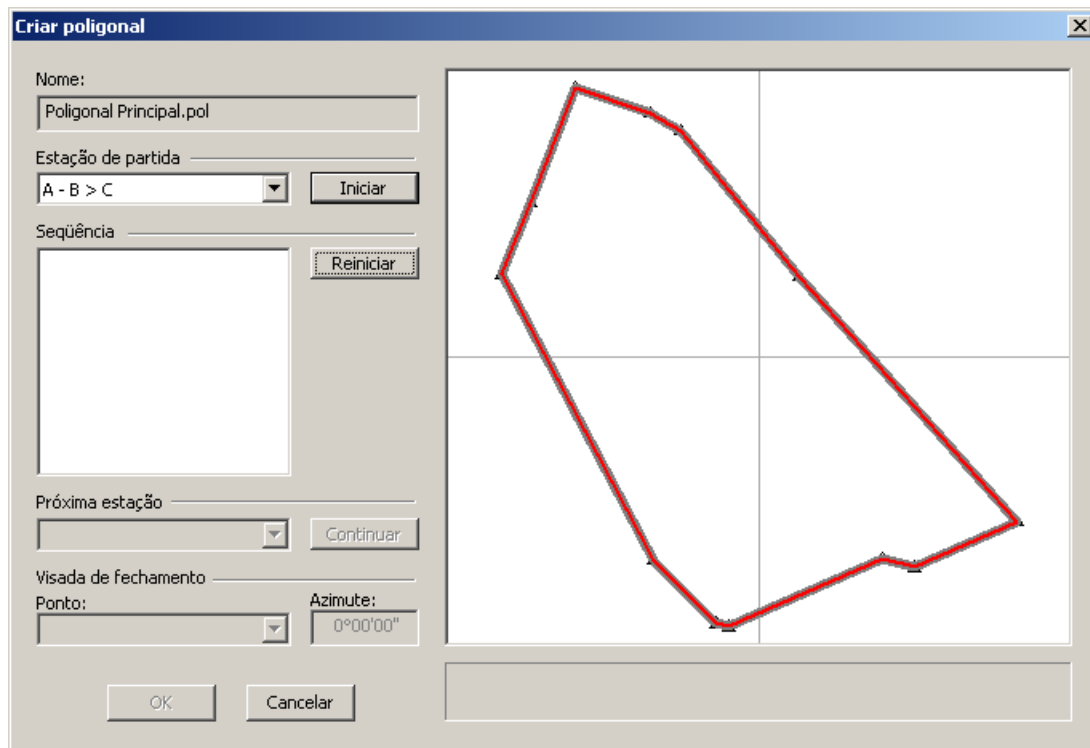 Criar poligonal
Nome:
Poligonal Principal.pol
Estação de partida
A - B > C
Iniciar
Seqüência
Reiniciar
Próxima estação
Continuar
Visada de fechamento
Ponto:
Azimute:
0°00'00"
OK
Cancelar